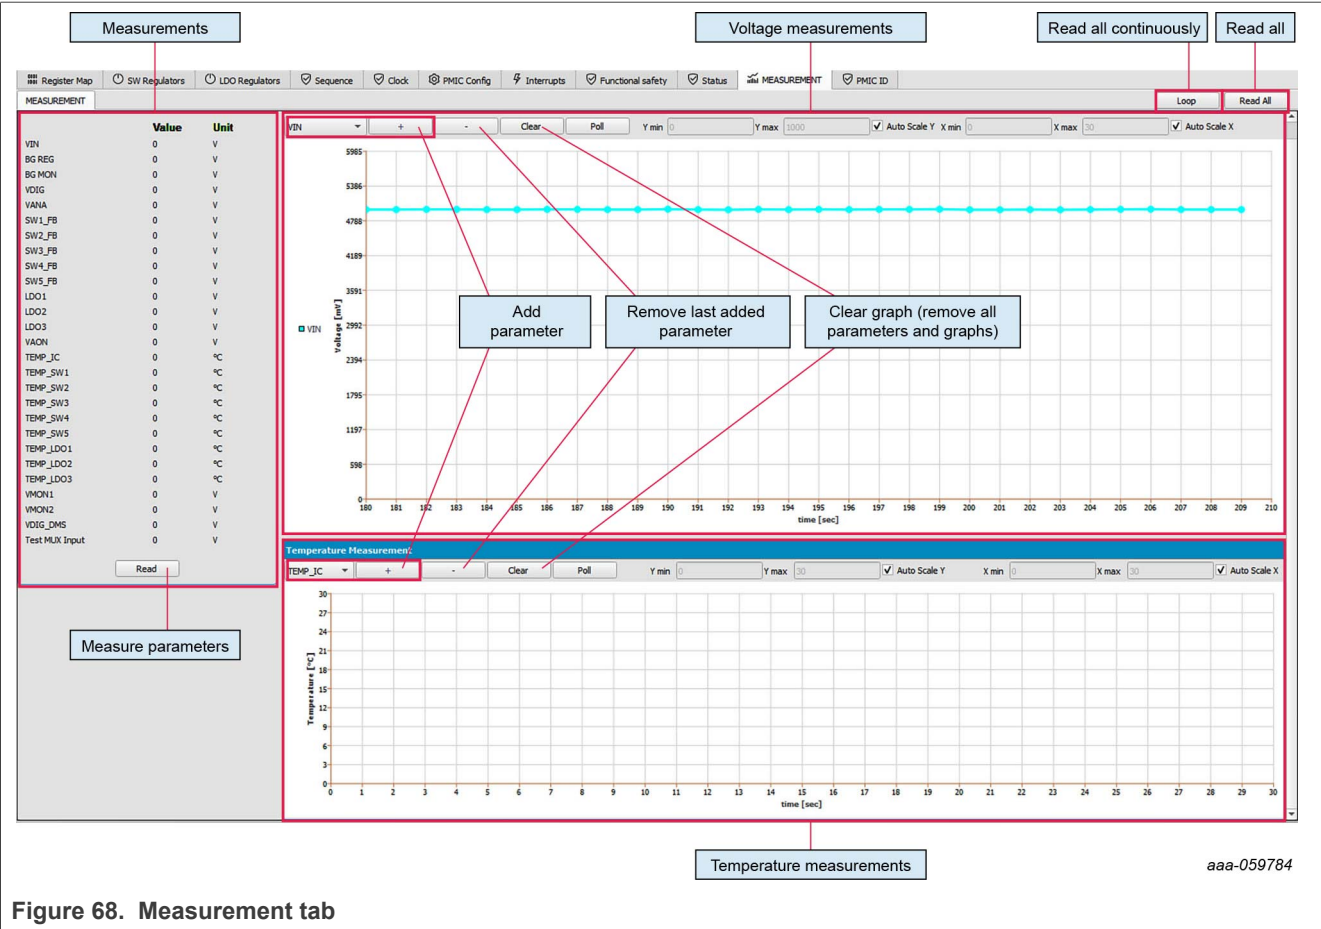 Measurements
Voltage measurements
Read all continuously
Read all
Register Map
SW Regulators
LDO Regulators
Sequence
Clock
PMIC Config
Interrupts
Functional safety
Status
MEASUREMENT
PMIC ID
MEASUREMENT
Loop
Read All
Value Unit
VIN 0 V
BG REG 0 V
BG MON 0 V
VDIG 0 V
VANA 0 V
SW1_FB 0 V
SW2_FB 0 V
SW3_FB 0 V
SW4_FB 0 V
SW5_FB 0 V
LDO1 0 V
LDO2 0 V
LDO3 0 V
VAON 0 V
TEMP_IC 0 °C
TEMP_SW1 0 °C
TEMP_SW2 0 °C
TEMP_SW3 0 °C
TEMP_SW4 0 °C
TEMP_SW5 0 °C
TEMP_LDO1 0 °C
TEMP_LDO2 0 °C
TEMP_LDO3 0 °C
VMON1 0 V
VMON2 0 V
VDIG_DMS 0 V
Test MUX Input 0 V
Read
Measure parameters
VIN + - Clear Poll Y min 0 Y max 1000 Auto Scale Y X min 0 X max 30 Auto Scale X
5985
5386
4788
4189
3591
2992
2394
1795
1197
598
0
Voltage [mV]
VIN
180 181 182 183 184 185 186 187 188 189 190 191 192 193 194 195 196 197 198 199 200 201 202 203 204 205 206 207 208 209 210
time [sec]
Add
parameter
Remove last added
parameter
Clear graph (remove all
parameters and graphs)
Temperature Measurement
TEMP_IC + - Clear Poll Y min 0 Y max 30 Auto Scale Y X min 0 X max 30 Auto Scale X
30
27
24
21
18
15
12
9
6
3
0
Temperature [°C]
0 1 2 3 4 5 6 7 8 9 10 11 12 13 14 15 16 17 18 19 20 21 22 23 24 25 26 27 28 29 30
time [sec]
Temperature measurements
aaa-059784
Figure 68. Measurement tab